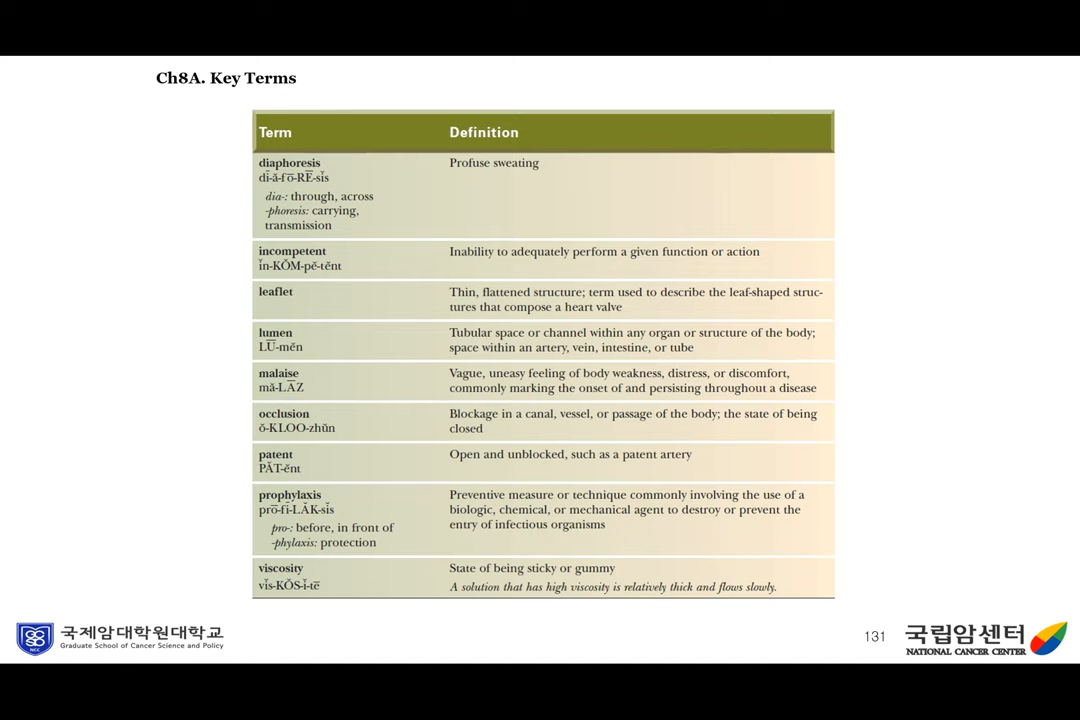 Ch8A. Key Terms
Term Definition
diaphoresis Profuse sweating
dī-ă-fō-RĒ-sĭs
dia-: through, across
-phoresis: carrying,
transmission
incompetent Inability to adequately perform a given function or action
ĭn-KŎM-pĕ-tĕnt
leaflet Thin, flattened structure; term used to describe the leaf-shaped struc-
tures that compose a heart valve
lumen Tubular space or channel within any organ or structure of the body;
LŪ-mĕn space within an artery, vein, intestine, or tube
malaise Vague, uneasy feeling of body weakness, distress, or discomfort,
mă-LĀZ commonly marking the onset of and persisting throughout a disease
occlusion Blockage in a canal, vessel, or passage of the body; the state of being
ŏ-KLOO-zhŭn closed
patent Open and unblocked, such as a patent artery
PĂT-ĕnt
prophylaxis Preventive measure or technique commonly involving the use of a
prō-fĭ-LĂK-sĭs biologic, chemical, or mechanical agent to destroy or prevent the
pro-: before, in front of entry of infectious organisms
-phylaxis: protection
viscosity State of being sticky or gummy
vĭs-KŎS-ĭ-tē A solution that has high viscosity is relatively thick and flows slowly.
NCC
국제암대학원대학교
Graduate School of Cancer Science and Policy
131
국립암센터
NATIONAL CANCER CENTER